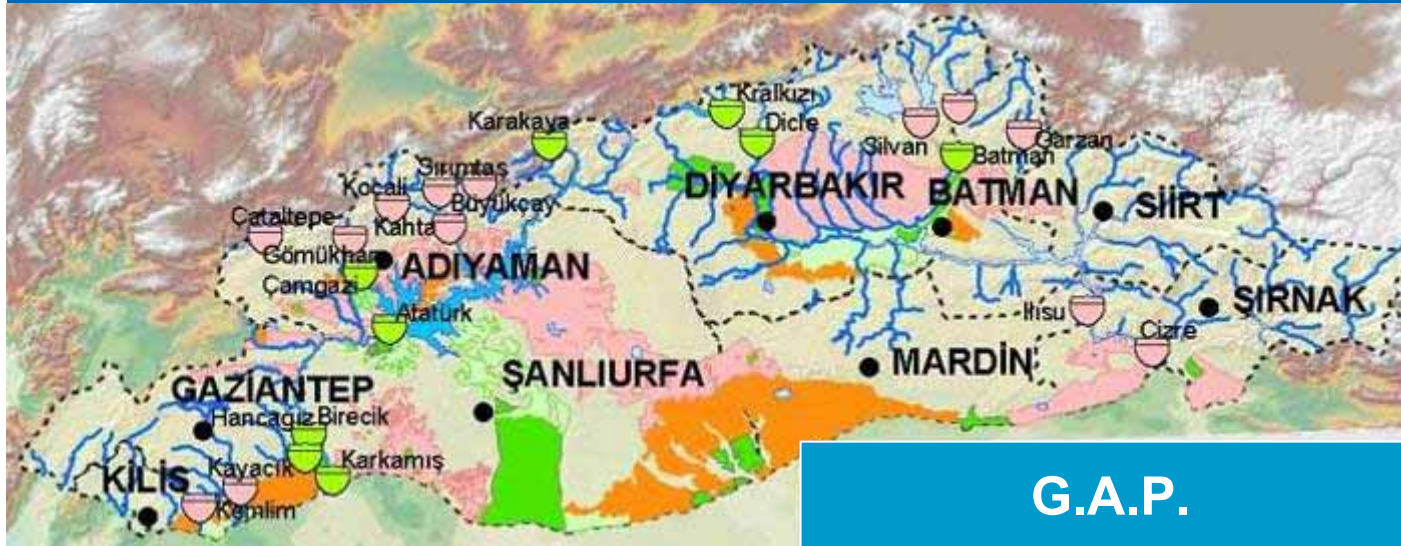 Kralkızı
Karakaya
Dicle
Silvan
Garzan
Batman
Sırımtaş
Koçali
Büyükçay
DİYARBAKIR
BATMAN
SİİRT
Çataltepe
Kahta
Gömükhan
ADIYAMAN
Çamgazi
Atatürk
Ilısu
ŞIRNAK
Cizre
MARDİN
ŞANLIURFA
GAZİANTEP
Hancağız Birecik
Kayacık
Karkamış
KİLİS
Kemlim
G.A.P.